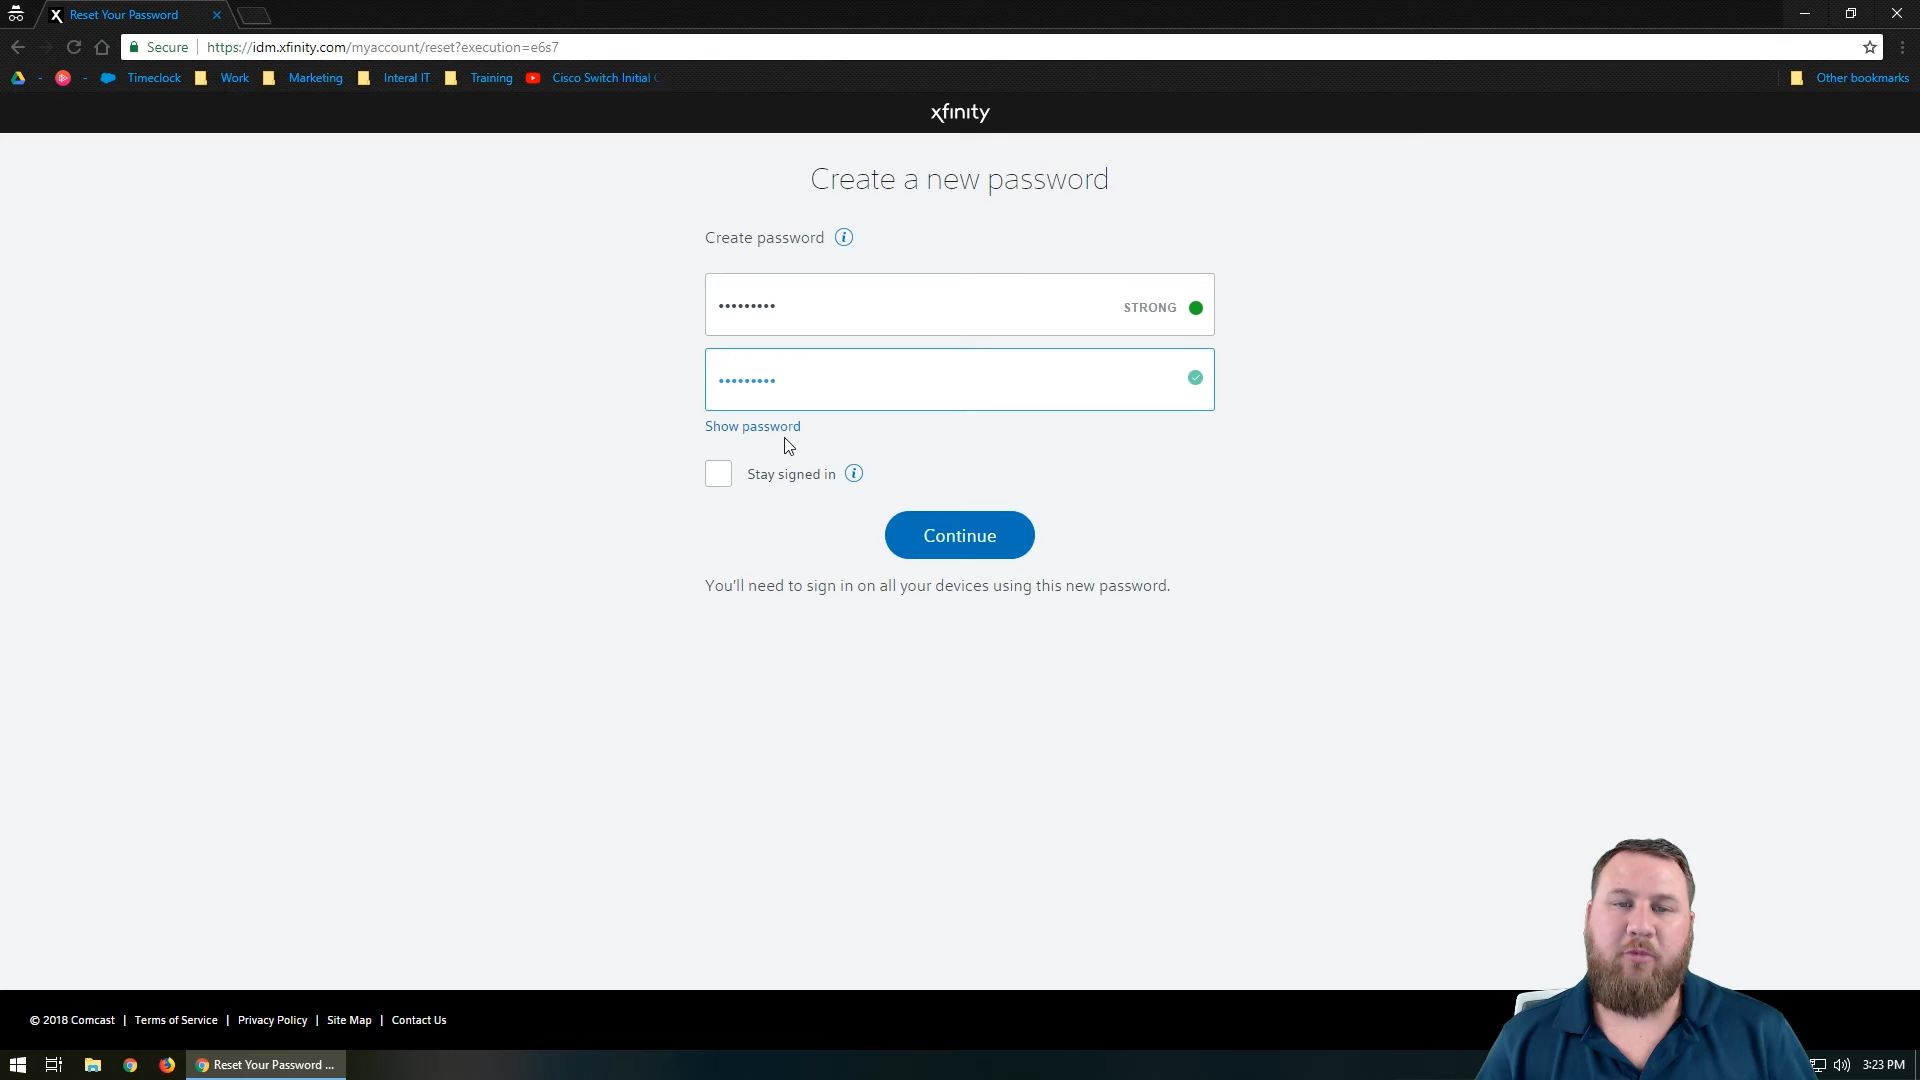 Reset Your Password
Secure https://idm.xfinity.com/myaccount/reset?execution=e6s7
- - Timeclock Work Marketing Interal IT Training Cisco Switch Initial C Other bookmarks
xfinity
Create a new password
Create password i
••••••••• STRONG
•••••••••
Show password
Stay signed in i
Continue
You'll need to sign in on all your devices using this new password.
© 2018 Comcast | Terms of Service | Privacy Policy | Site Map | Contact Us
Reset Your Password ... 3:23 PM